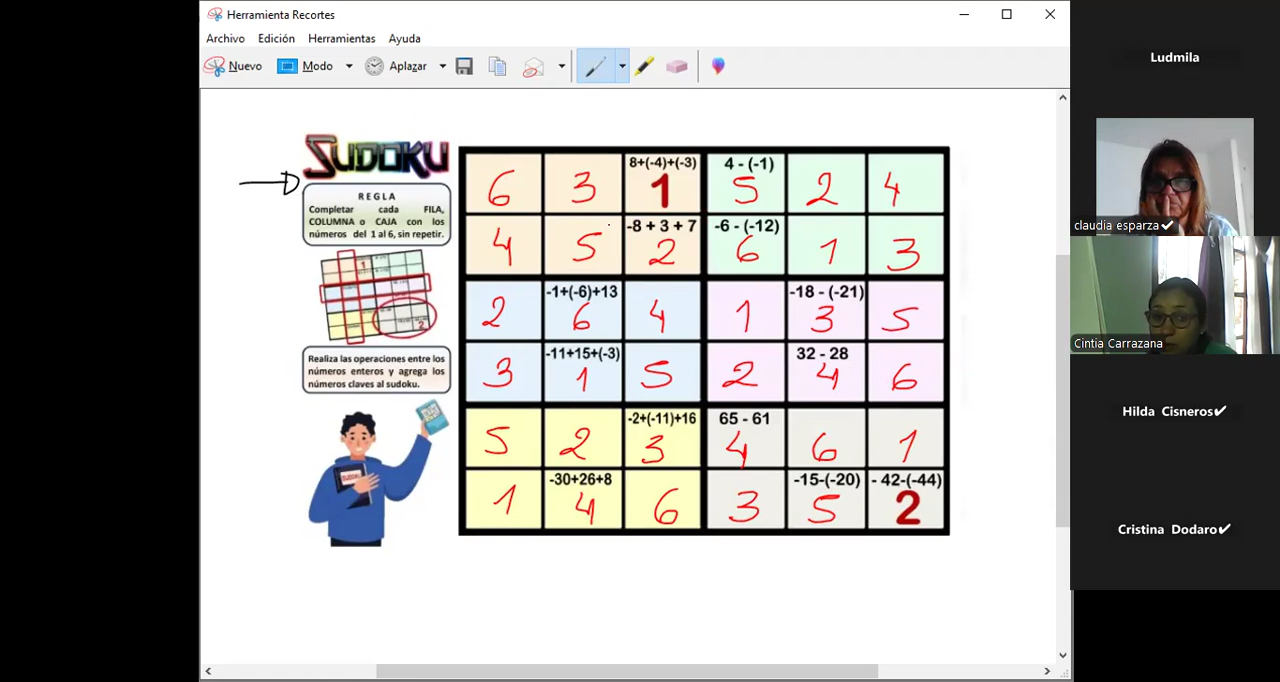 Herramienta Recortes
Archivo Edición Herramientas Ayuda
Nuevo Modo Aplazar
SUDOKU
REGLA
Completar cada FILA,
COLUMNA o CAJA con los
números del 1 al 6, sin repetir.
Realiza las operaciones entre los
números enteros y agrega los
números claves al sudoku.
8+(-4)+(-3) 4 - (-1)
6 3 1 5 2 4
-8 + 3 + 7 -6 - (-12)
4 5 2 6 1 3
-1+(-6)+13 -18 - (-21)
2 6 4 1 3 5
-11+15+(-3) 32 - 28
3 1 5 2 4 6
-2+(-11)+16 65 - 61
5 2 3 4 6 1
-30+26+8 -15-(-20) - 42-(-44)
1 4 6 3 5 2
Ludmila
claudia esparza✔
Cintia Carrazana
Hilda Cisneros✔
Cristina Dodaro✔